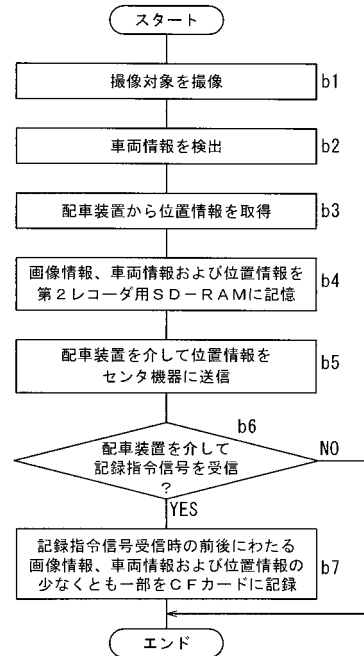 スタート
撮像対象を撮像
b1
車両情報を検出
b2
配車装置から位置情報を取得
b3
画像情報、車両情報および位置情報を
第2レコーダ用SD-RAMに記憶
b4
配車装置を介して位置情報を
センタ機器に送信
b5
b6
配車装置を介して
記録指令信号を受信
?
NO
YES
記録指令信号受信時の前後にわたる
画像情報、車両情報および位置情報の
少なくとも一部をCFカードに記録
b7
エンド